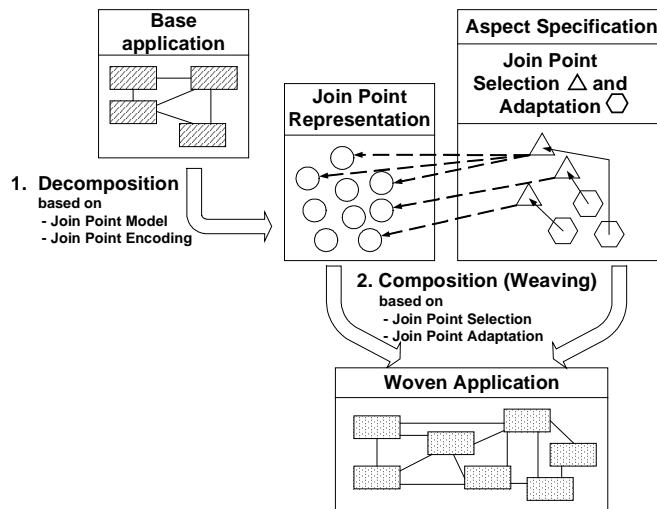 Base
application
Aspect Specification
Join Point
Selection and
Adaptation
Join Point
Representation
1. Decomposition
based on
- Join Point Model
- Join Point Encoding
2. Composition (Weaving)
based on
- Join Point Selection
- Join Point Adaptation
Woven Application